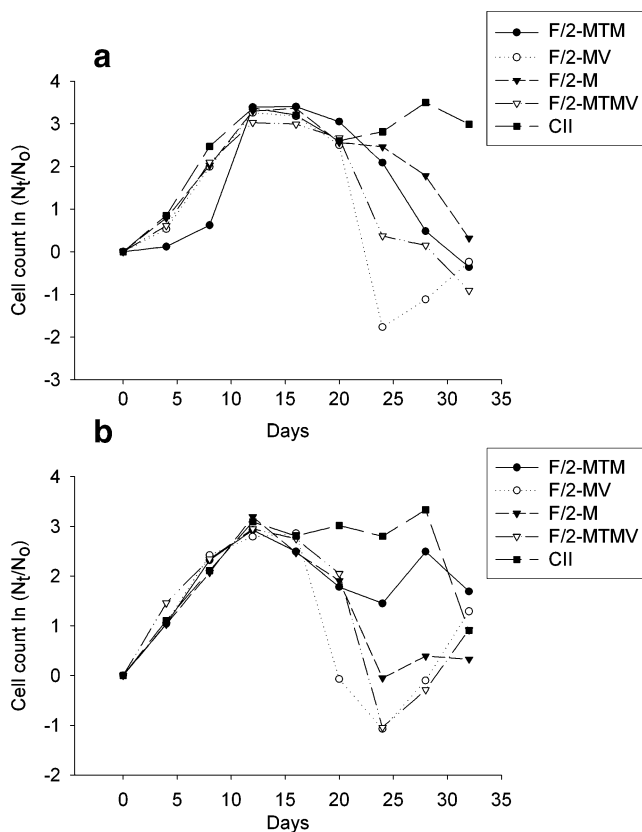 a
F/2-MTM
F/2-MV
F/2-M
F/2-MTMV
CII
4
3
2
1
0
-1
-2
-3
Cell count ln (Nt/N0)
0 5 10 15 20 25 30 35
Days
b
F/2-MTM
F/2-MV
F/2-M
F/2-MTMV
CII
4
3
2
1
0
-1
-2
Cell count ln (Nt/N0)
0 5 10 15 20 25 30 35
Days